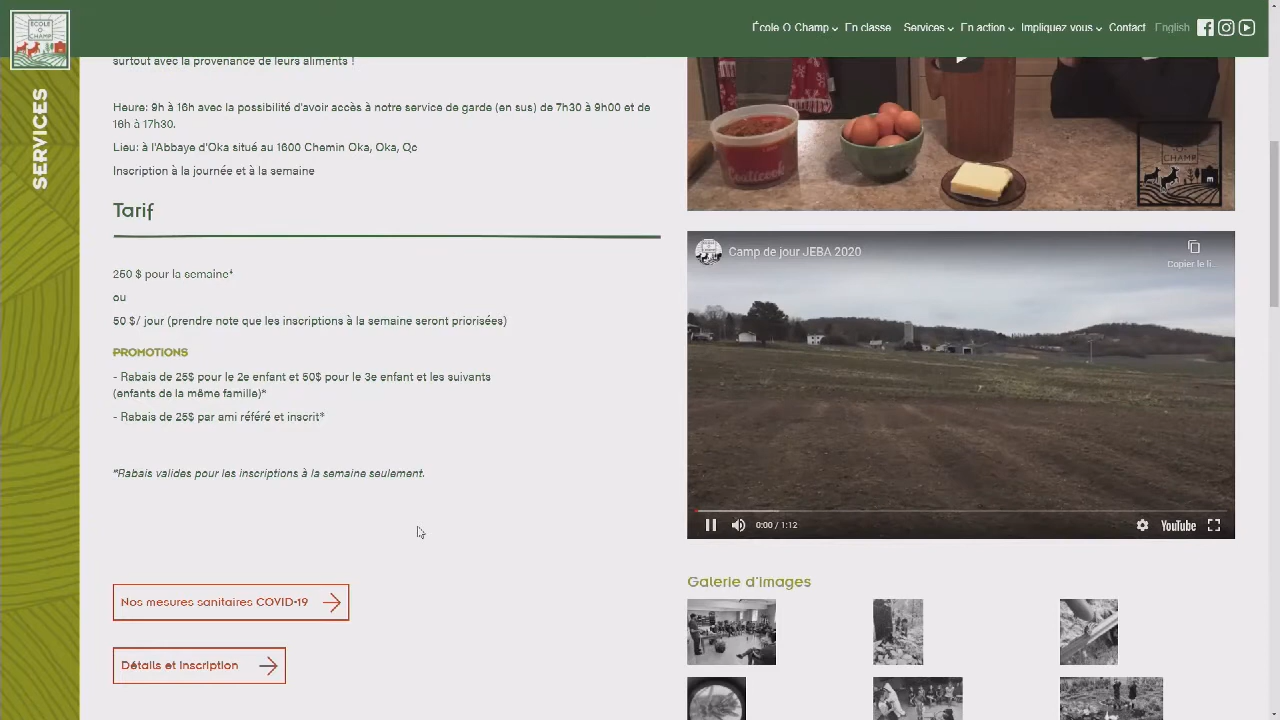 ÉCOLE
O
CHAMP
École O Champ
En classe
Services
En action
Impliquez vous
Contact
English
SERVICES
surtout avec la provenance de leurs aliments !
Heure: 9h à 16h avec la possibilité d'avoir accès à notre service de garde (en sus) de 7h30 à 9h00 et de
16h à 17h30.
Lieu: à l'Abbaye d'Oka situé au 1600 Chemin Oka, Oka, Qc
Inscription à la journée et à la semaine
Tarif
250 $ pour la semaine*
ou
50 $/ jour (prendre note que les inscriptions à la semaine seront priorisées)
PROMOTIONS
- Rabais de 25$ pour le 2e enfant et 50$ pour le 3e enfant et les suivants
(enfants de la même famille)*
- Rabais de 25$ par ami référé et inscrit*
*Rabais valides pour les inscriptions à la semaine seulement.
Nos mesures sanitaires COVID-19
Détails et inscription
CHAMP
Camp de jour JEBA 2020
Copier le li...
0:00 / 1:12
YouTube
Galerie d'images